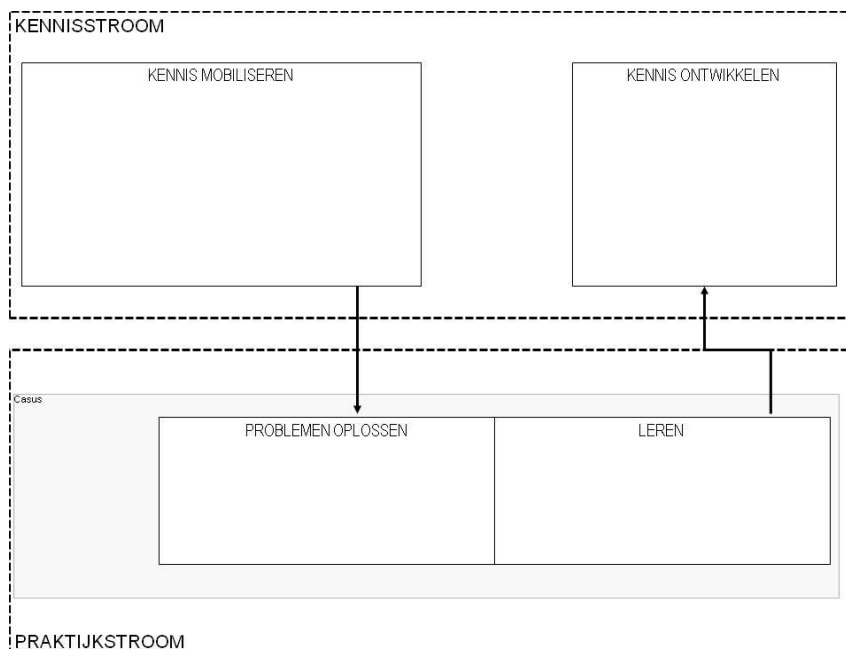 KENNISSTROOM
KENNIS MOBILISEREN
KENNIS ONTWIKKELEN
Casus
PROBLEMEN OPLOSSEN
LEREN
PRAKTIJKSTROOM